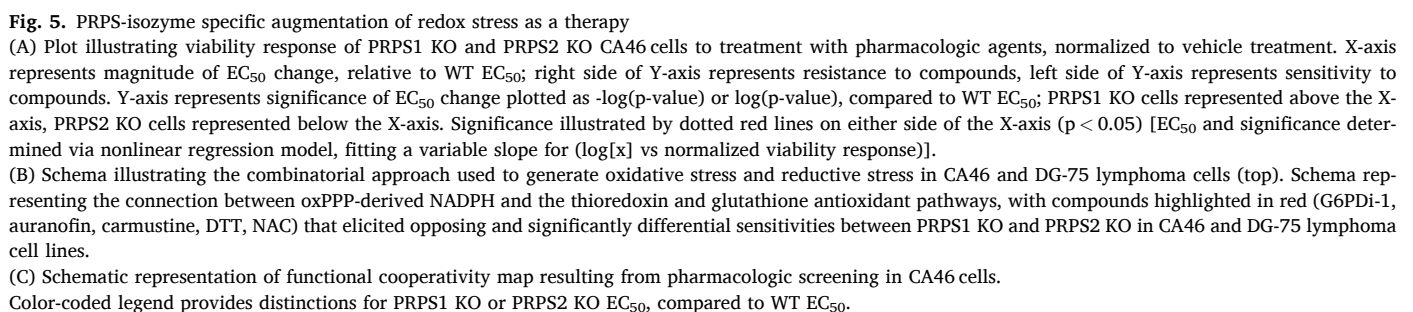 Fig. 5. PRPS-isozyme specific augmentation of redox stress as a therapy
(A) Plot illustrating viability response of PRPS1 KO and PRPS2 KO CA46 cells to treatment with pharmacologic agents, normalized to vehicle treatment. X-axis
represents magnitude of EC50 change, relative to WT EC50; right side of Y-axis represents resistance to compounds, left side of Y-axis represents sensitivity to
compounds. Y-axis represents significance of EC50 change plotted as -log(p-value) or log(p-value), compared to WT EC50; PRPS1 KO cells represented above the X-
axis, PRPS2 KO cells represented below the X-axis. Significance illustrated by dotted red lines on either side of the X-axis (p < 0.05) [EC50 and significance deter-
mined via nonlinear regression model, fitting a variable slope for (log[x] vs normalized viability response)].
(B) Schema illustrating the combinatorial approach used to generate oxidative stress and reductive stress in CA46 and DG-75 lymphoma cells (top). Schema rep-
resenting the connection between oxPPP-derived NADPH and the thioredoxin and glutathione antioxidant pathways, with compounds highlighted in red (G6PDi-1,
auranofin, carmustine, DTT, NAC) that elicited opposing and significantly differential sensitivities between PRPS1 KO and PRPS2 KO in CA46 and DG-75 lymphoma
cell lines.
(C) Schematic representation of functional cooperativity map resulting from pharmacologic screening in CA46 cells.
Color-coded legend provides distinctions for PRPS1 KO or PRPS2 KO EC50, compared to WT EC50.